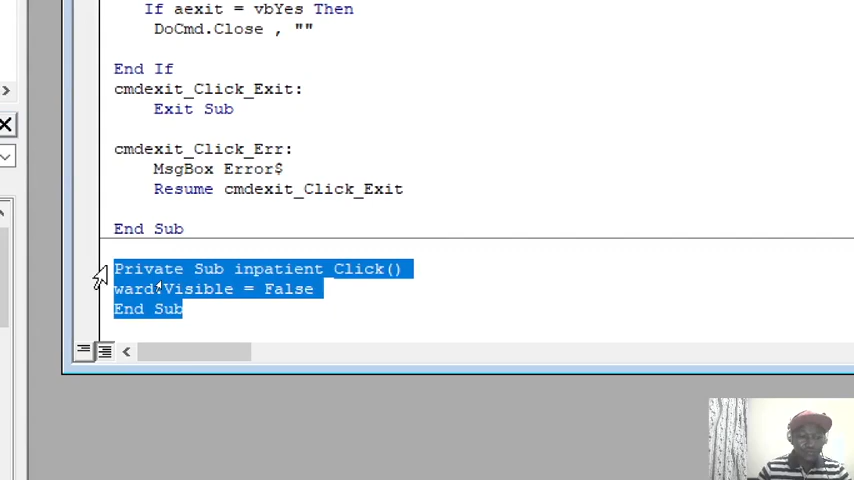 If aexit = vbYes Then
DoCmd.Close , ""
End If
cmdexit_Click_Exit:
Exit Sub
cmdexit_Click_Err:
MsgBox Error$
Resume cmdexit_Click_Exit
End Sub
Private Sub inpatient_Click()
ward.Visible = False
End Sub